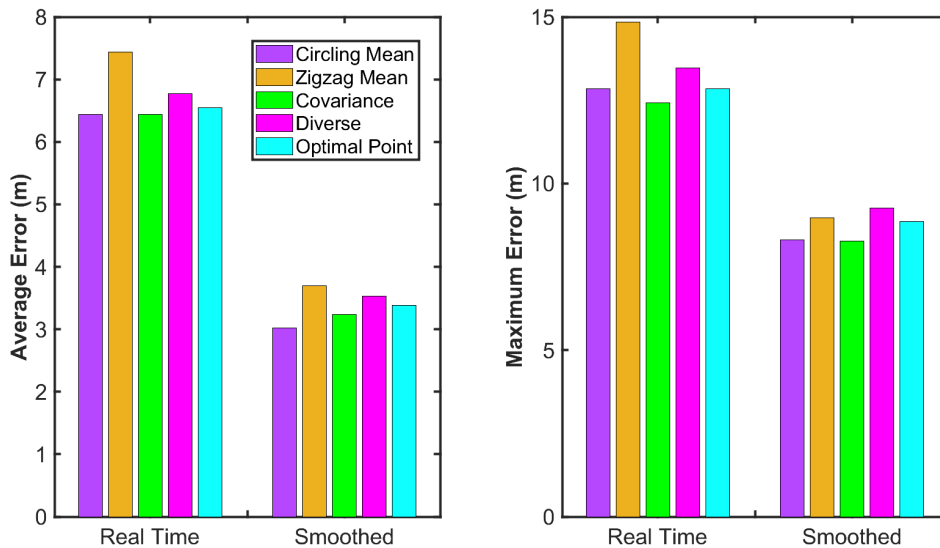 8
7
6
5
4
3
2
1
0
Average Error (m)
Circling Mean
Zigzag Mean
Covariance
Diverse
Optimal Point
Real Time
Smoothed
15
10
5
0
Maximum Error (m)
Real Time
Smoothed